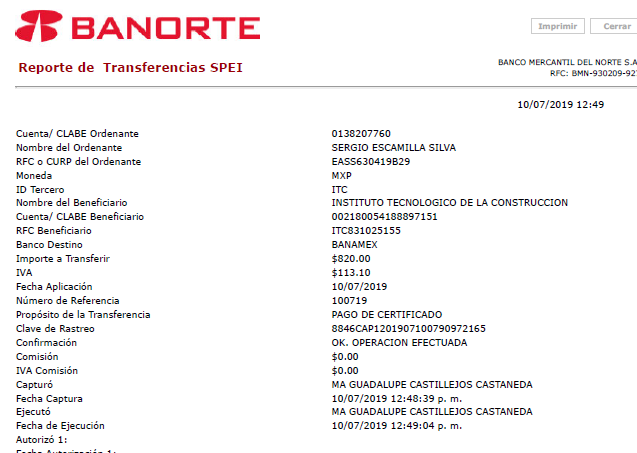 BANORTE
Imprimir Cerrar
Reporte de Transferencias SPEI
BANCO MERCANTIL DEL NORTE S.A
RFC: BMN-930209-927
10/07/2019 12:49
Cuenta/ CLABE Ordenante 0138207760
Nombre del Ordenante SERGIO ESCAMILLA SILVA
RFC o CURP del Ordenante EASS630419B29
Moneda MXP
ID Tercero ITC
Nombre del Beneficiario INSTITUTO TECNOLOGICO DE LA CONSTRUCCION
Cuenta/ CLABE Beneficiario 002180054188897151
RFC Beneficiario ITC831025155
Banco Destino BANAMEX
Importe a Transferir $820.00
IVA $113.10
Fecha Aplicación 10/07/2019
Número de Referencia 100719
Propósito de la Transferencia PAGO DE CERTIFICADO
Clave de Rastreo 8846CAP1201907100790972165
Confirmación OK. OPERACION EFECTUADA
Comisión $0.00
IVA Comisión $0.00
Capturó MA GUADALUPE CASTILLEJOS CASTANEDA
Fecha Captura 10/07/2019 12:48:39 p. m.
Ejecutó MA GUADALUPE CASTILLEJOS CASTANEDA
Fecha de Ejecución 10/07/2019 12:49:04 p. m.
Autorizó 1:
Fecha Autorización 1: